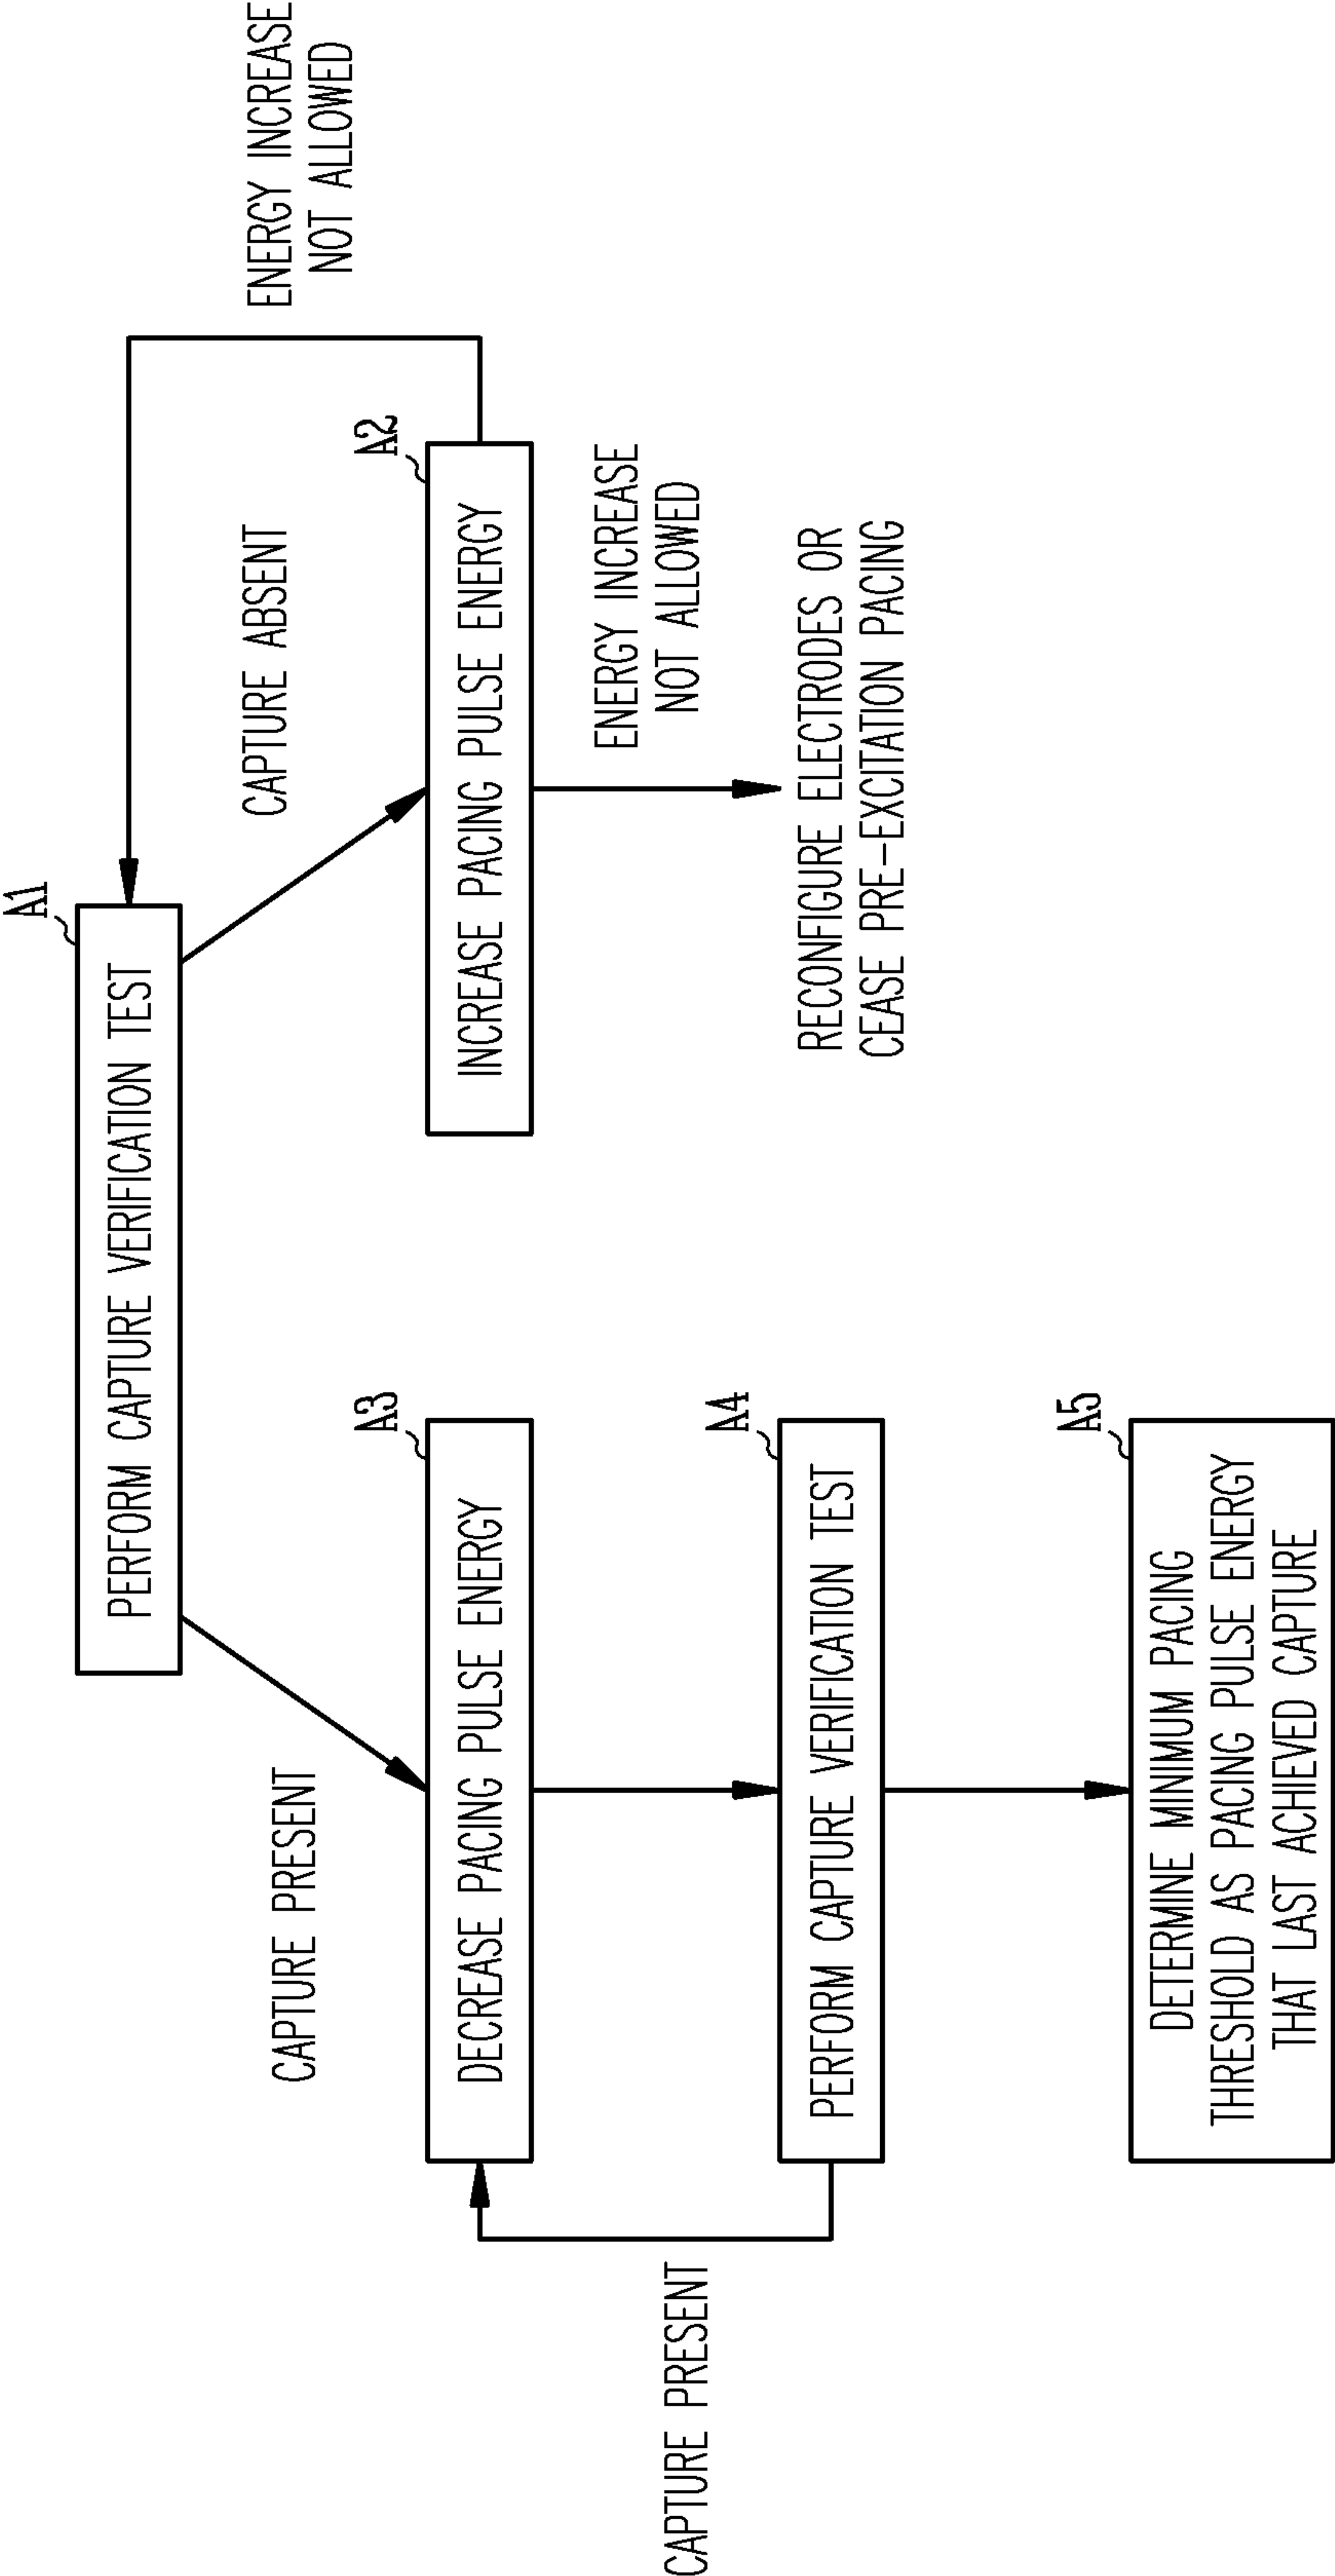 A1
PERFORM CAPTURE VERIFICATION TEST
ENERGY INCREASE
NOT ALLOWED
CAPTURE PRESENT
CAPTURE ABSENT
A3
DECREASE PACING PULSE ENERGY
A2
INCREASE PACING PULSE ENERGY
ENERGY INCREASE
NOT ALLOWED
CAPTURE PRESENT
A4
PERFORM CAPTURE VERIFICATION TEST
RECONFIGURE ELECTRODES OR
CEASE PRE-EXCITATION PACING
A5
DETERMINE MINIMUM PACING
THRESHOLD AS PACING PULSE ENERGY
THAT LAST ACHIEVED CAPTURE